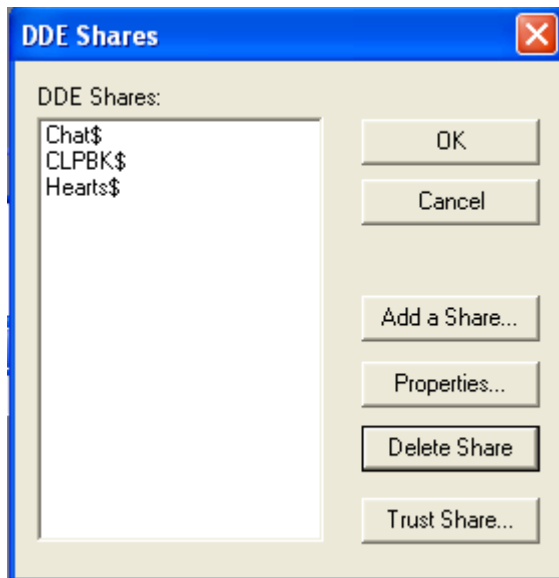 DDE Shares
DDE Shares:
Chat$
CLPBK$
Hearts$
OK
Cancel
Add a Share...
Properties...
Delete Share
Trust Share...